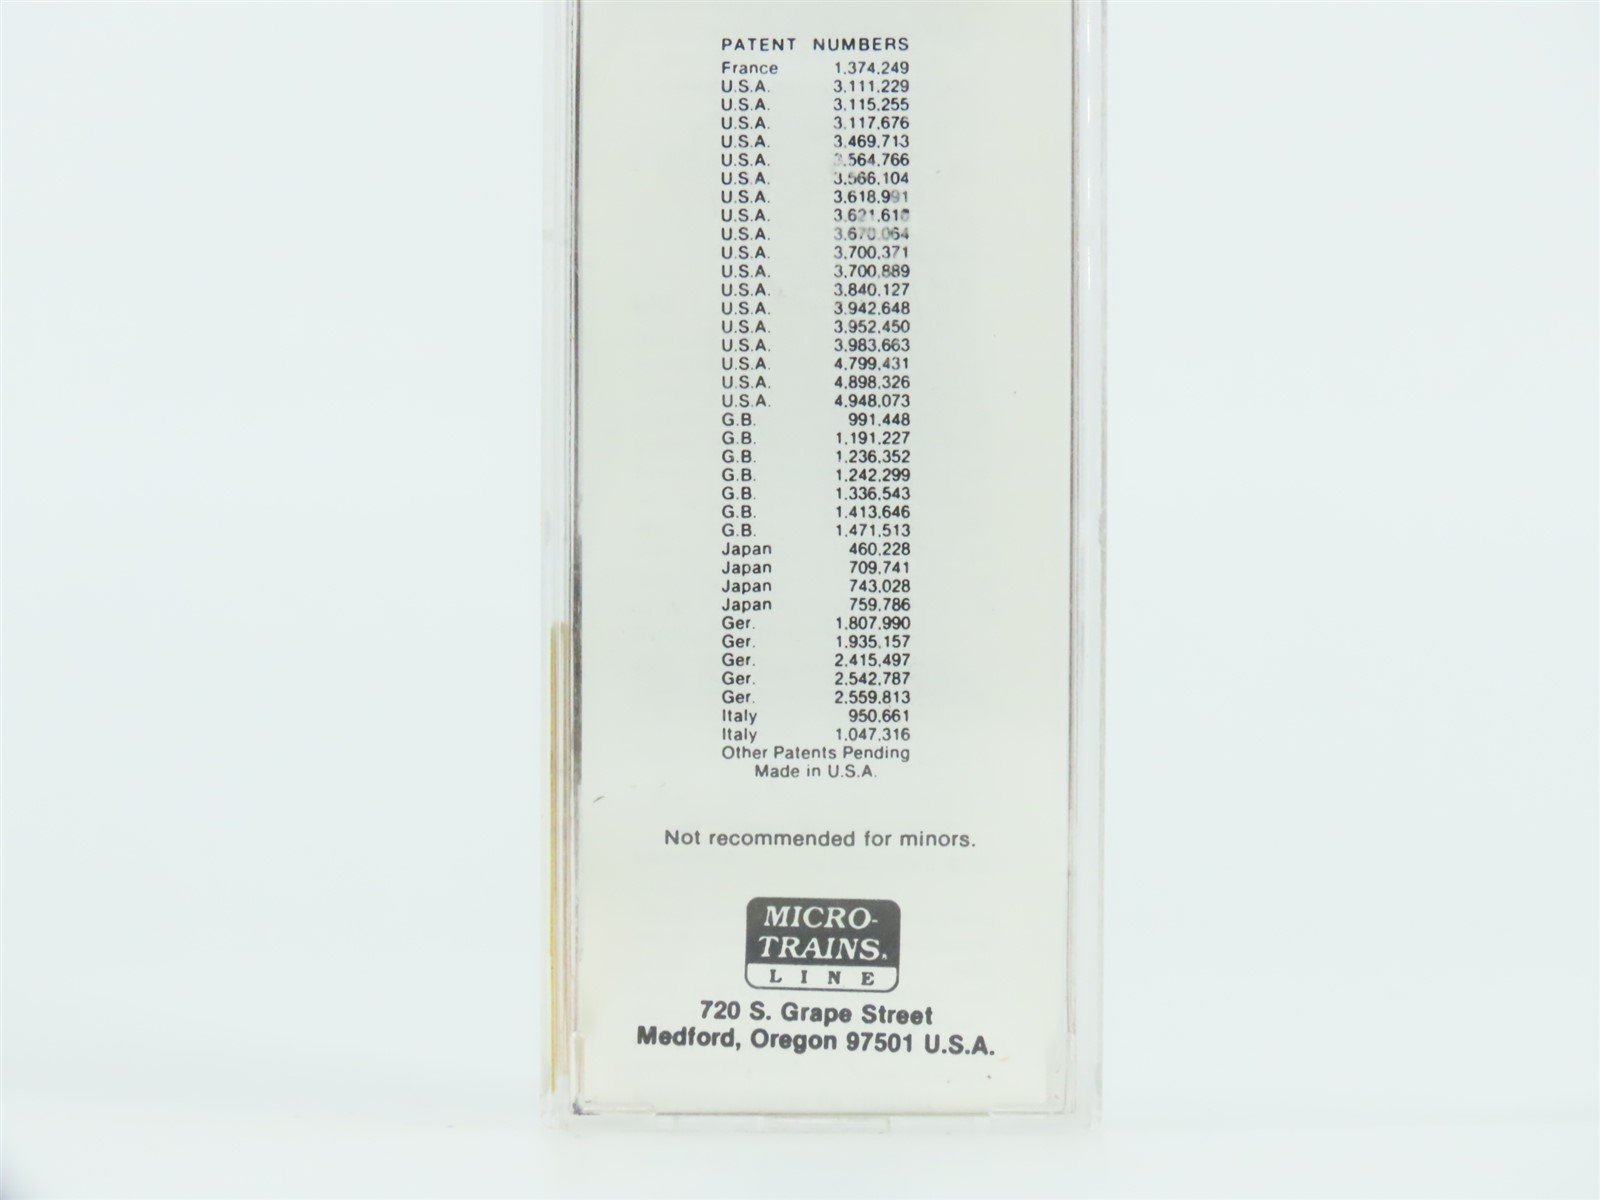 PATENT NUMBERS
France 1,374,249
U.S.A. 3,111,229
U.S.A. 3,115,255
U.S.A. 3,117,676
U.S.A. 3,469,713
U.S.A. 3,564,766
U.S.A. 3,566,104
U.S.A. 3,618,991
U.S.A.
U.S.A. 3,670,064
U.S.A. 3,700,371
U.S.A. 3,700,889
U.S.A. 3,840,127
U.S.A. 3,942,648
U.S.A. 3,952,450
U.S.A. 3,983,663
U.S.A. 4,799,431
U.S.A. 4,898,326
U.S.A. 4,948,073
G.B. 991,448
G.B. 1,191,227
G.B. 1,236,352
G.B. 1,242,299
G.B. 1,336,543
G.B. 1,413,646
G.B. 1,471,513
Japan 460,228
Japan 709,741
Japan 743,028
Japan 759,786
Ger. 1,807,990
Ger. 1,935,157
Ger. 2,415,497
Ger. 2,542,787
Ger. 2,559,813
Italy 950,661
Italy 1,047,316
Other Patents Pending
Made in U.S.A.
Not recommended for minors.
MICRO-
TRAINS®
LINE
720 S. Grape Street
Medford, Oregon 97501 U.S.A.